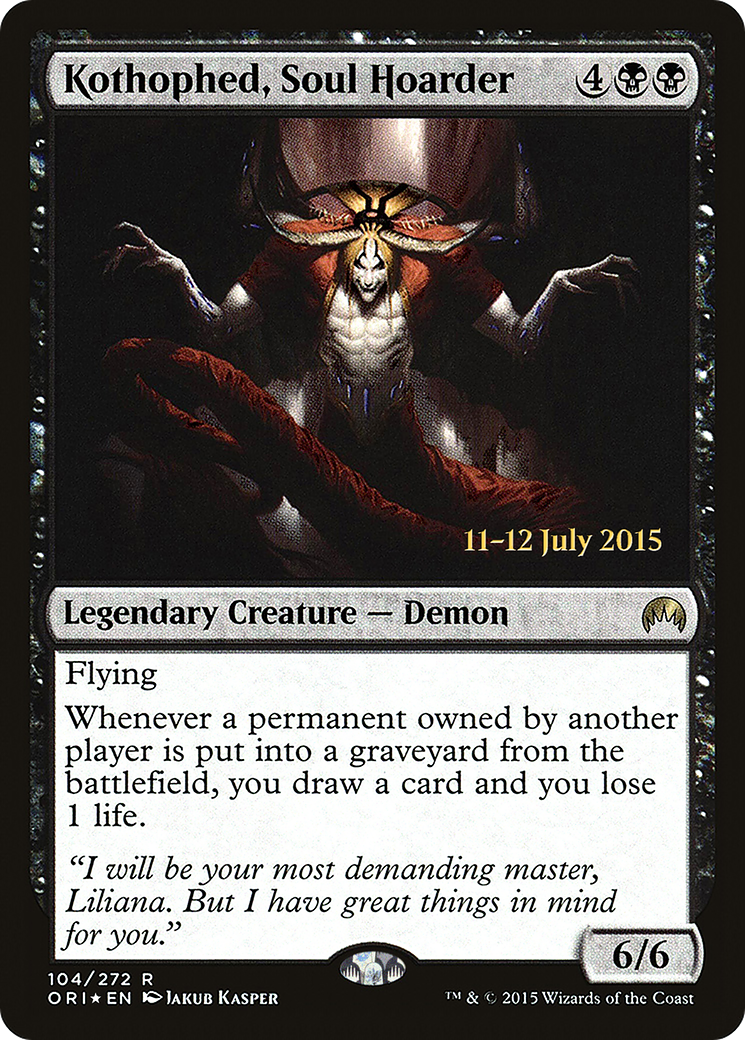 Kothophed, Soul Hoarder 4
11–12 July 2015
Legendary Creature — Demon
Flying
Whenever a permanent owned by another
player is put into a graveyard from the
battlefield, you draw a card and you lose
1 life.
“I will be your most demanding master,
Liliana. But I have great things in mind
for you.”
6/6
104/272 R
ORI★EN Jakub Kasper
™ & © 2015 Wizards of the Coast